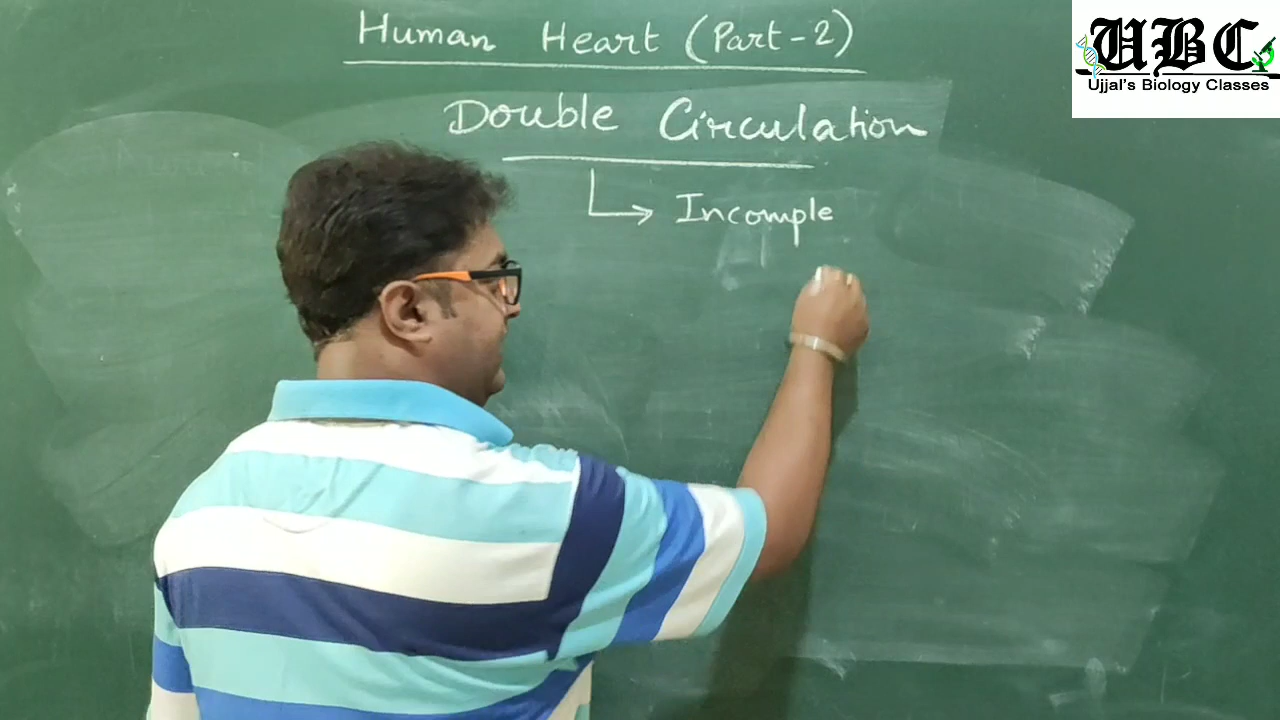 Human Heart (Part-2)
UBC
Ujjal's Biology Classes
Double Circulation
Incomple